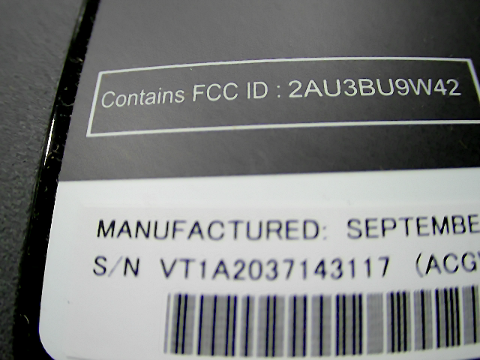 Contains FCC ID : 2AU3BU9W42
MANUFACTURED: SEPTEMBE
S/N VT1A2037143117 (ACG